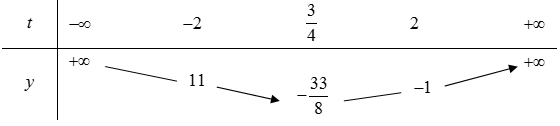 t −∞ −2 3/4 2 +∞
y +∞ 11 −33/8 −1 +∞